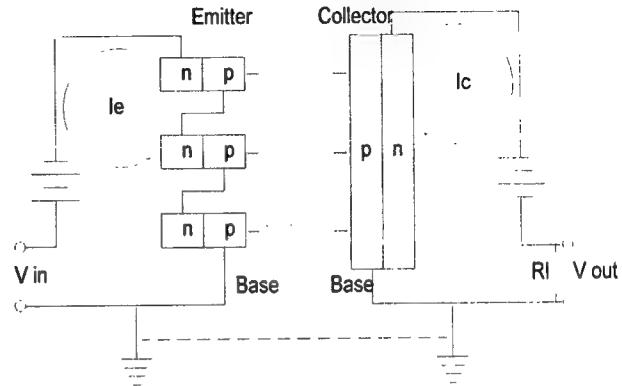 Emitter Collector
n p
Ie
Ic
n p
p n
n p
V in
Base
Base
Rl
V out